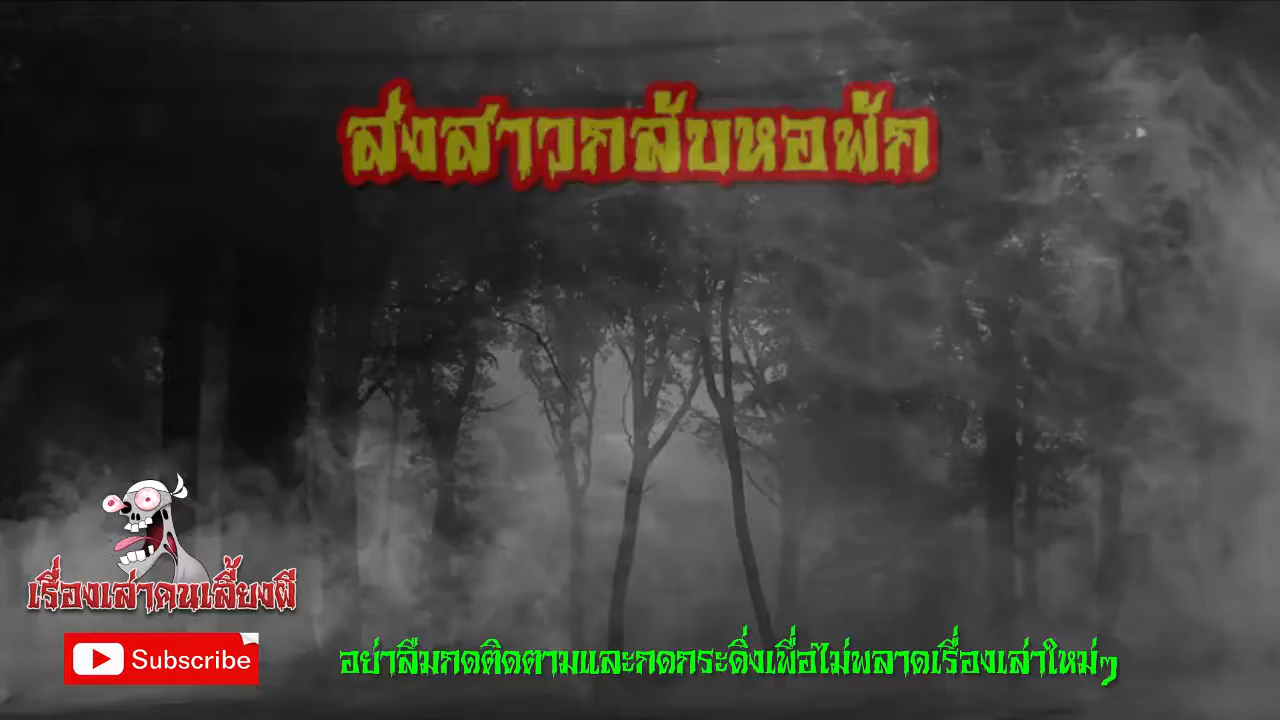 ส่งสาวกลับหอพัก
เรื่องเล่าคนเลี้ยงผี
Subscribe
อย่าลืมกดติดตามและกดกระดิ่งเพื่อไม่พลาดเรื่องเล่าใหม่ๆ